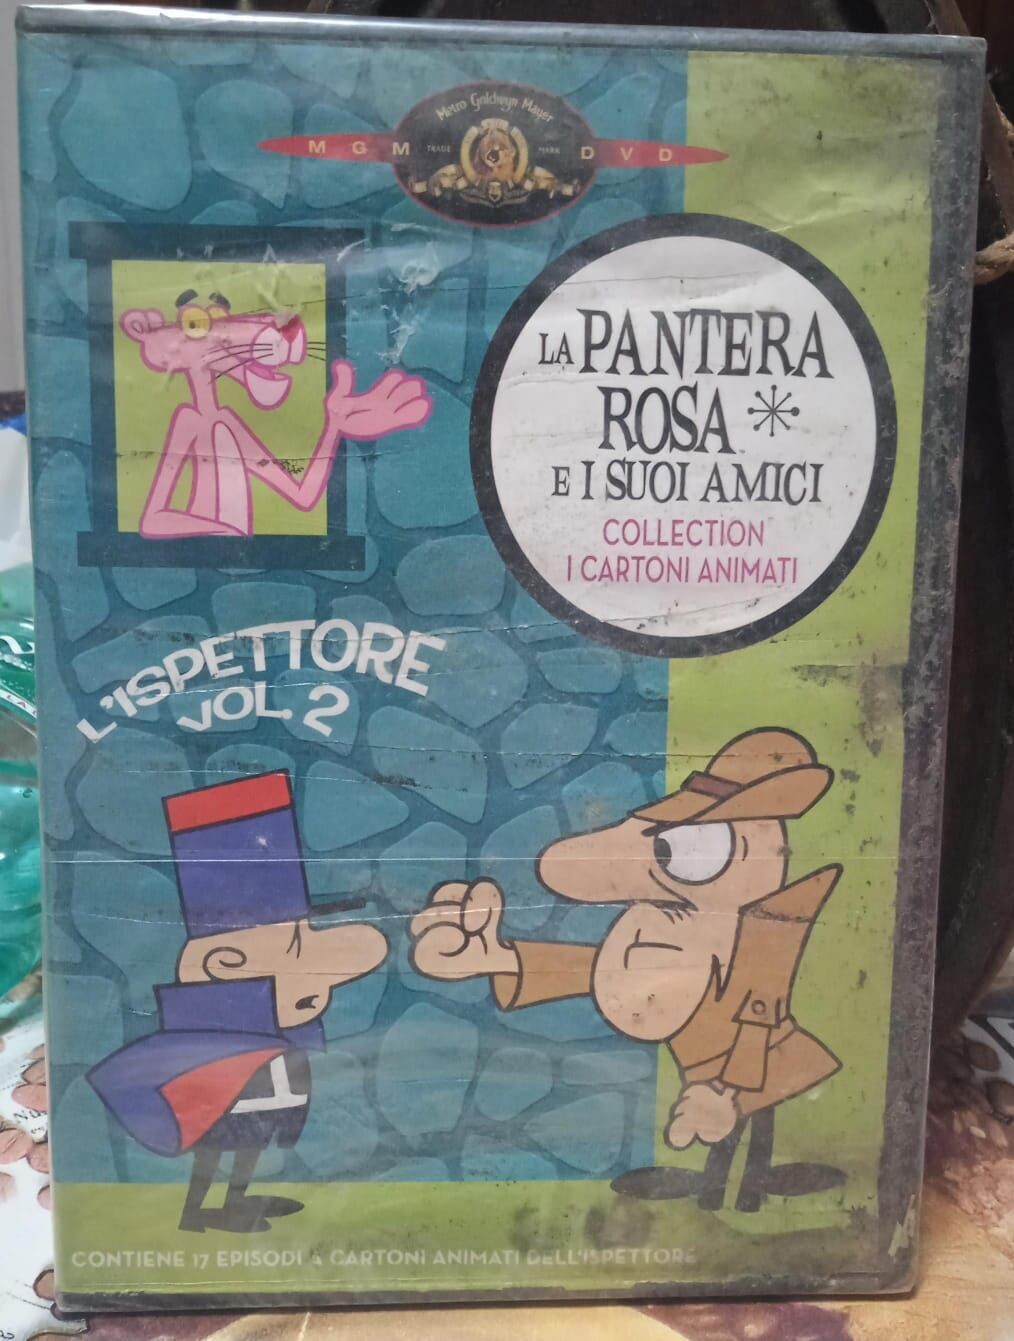 Metro Goldwyn Mayer
MGM TRADE MARK DVD
LA PANTERA
ROSA
E I SUOI AMICI
COLLECTION
I CARTONI ANIMATI
L'ISPETTORE
VOL. 2
CONTIENE 17 EPISODI A CARTONI ANIMATI DELL'ISPETTORE